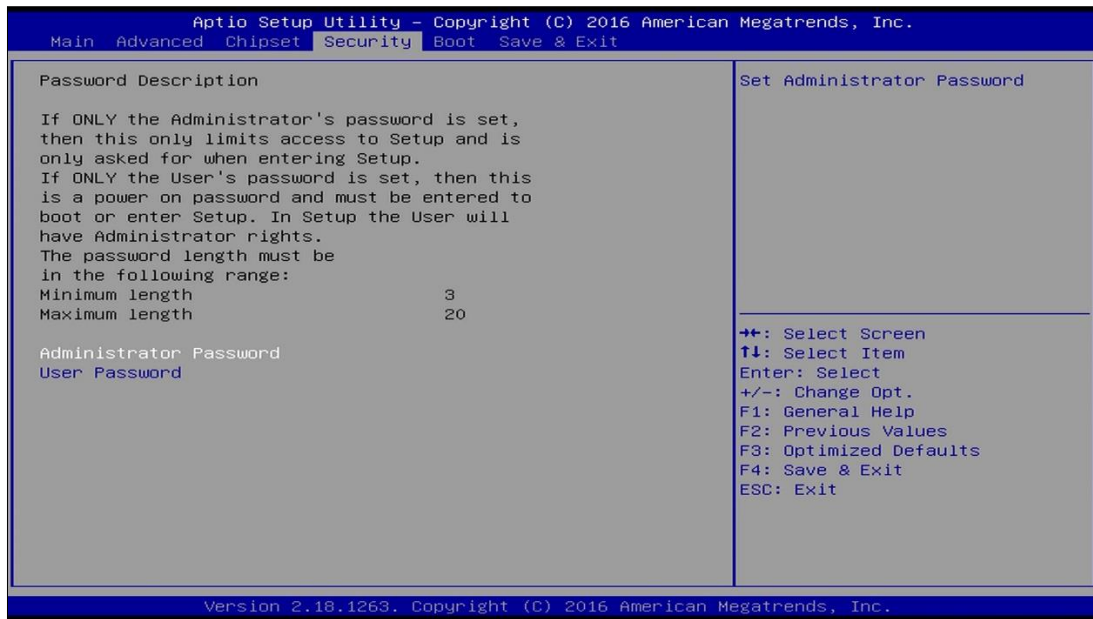 Aptio Setup Utility – Copyright (C) 2016 American Megatrends, Inc.
Main Advanced Chipset Security Boot Save & Exit
Password Description
If ONLY the Administrator's password is set,
then this only limits access to Setup and is
only asked for when entering Setup.
If ONLY the User's password is set, then this
is a power on password and must be entered to
boot or enter Setup. In Setup the User will
have Administrator rights.
The password length must be
in the following range:
Minimum length 3
Maximum length 20
Administrator Password
User Password
Set Administrator Password
→←: Select Screen
↑↓: Select Item
Enter: Select
+/-: Change Opt.
F1: General Help
F2: Previous Values
F3: Optimized Defaults
F4: Save & Exit
ESC: Exit
Version 2.18.1263. Copyright (C) 2016 American Megatrends, Inc.